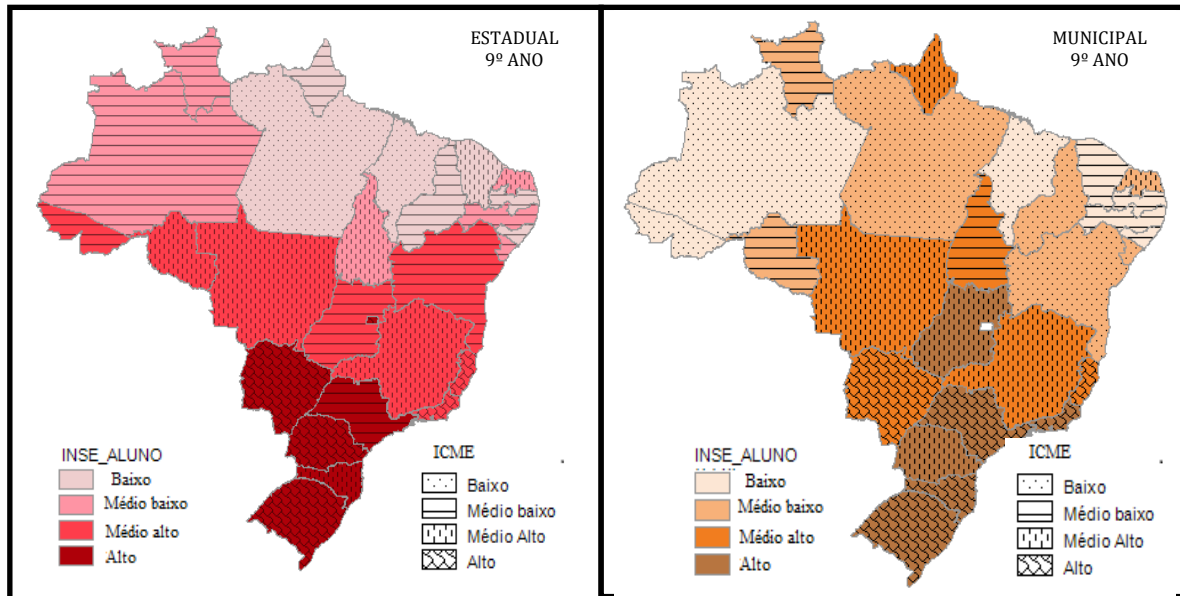 ESTADUAL
9º ANO
INSE_ALUNO
Baixo
Médio baixo
Médio alto
Alto
ICME
Baixo
Médio baixo
Médio Alto
Alto
MUNICIPAL
9º ANO
INSE_ALUNO
Baixo
Médio baixo
Médio alto
Alto
ICME
Baixo
Médio baixo
Médio Alto
Alto